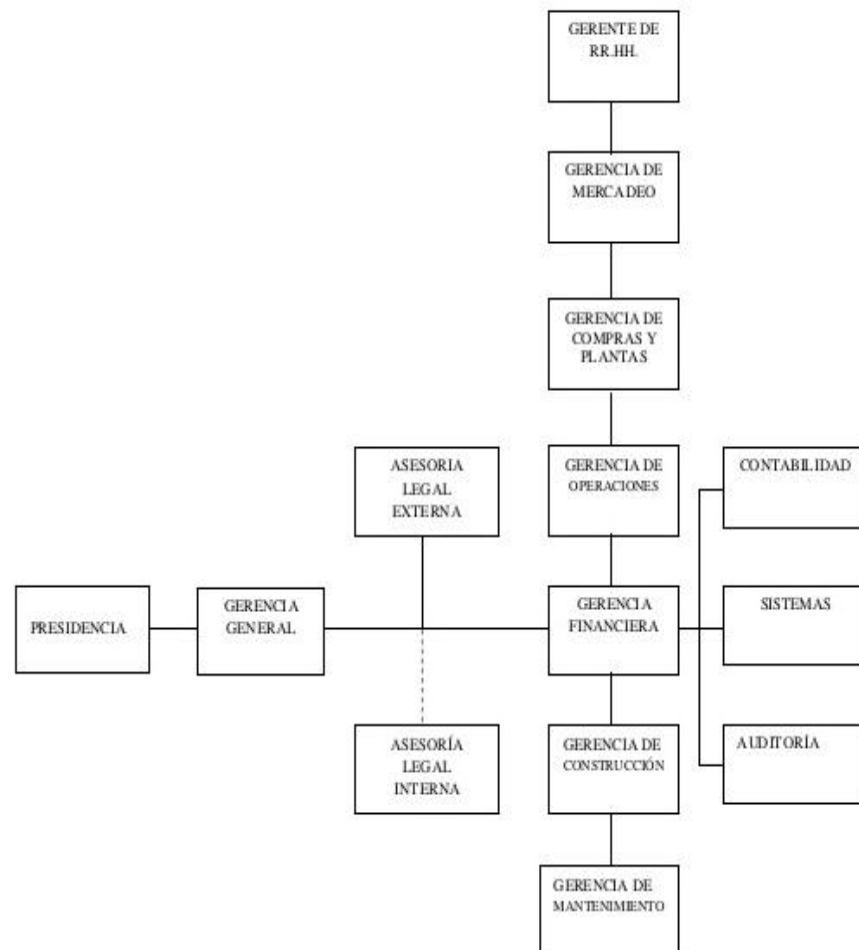 GERENTE DE
RR.HH.
GERENCIA DE
MERCADEO
GERENCIA DE
COMPRAS Y
PLANTAS
ASESORIA
LEGAL
EXTERNA
GERENCIA DE
OPERACIONES
CONTABILIDAD
PRESIDENCIA
GERENCIA
GENERAL
GERENCIA
FINANCIERA
SISTEMAS
ASESORÍA
LEGAL
INTERNA
GERENCIA DE
CONSTRUCCIÓN
AUDITORÍA
GERENCIA DE
MANTENIMIENTO